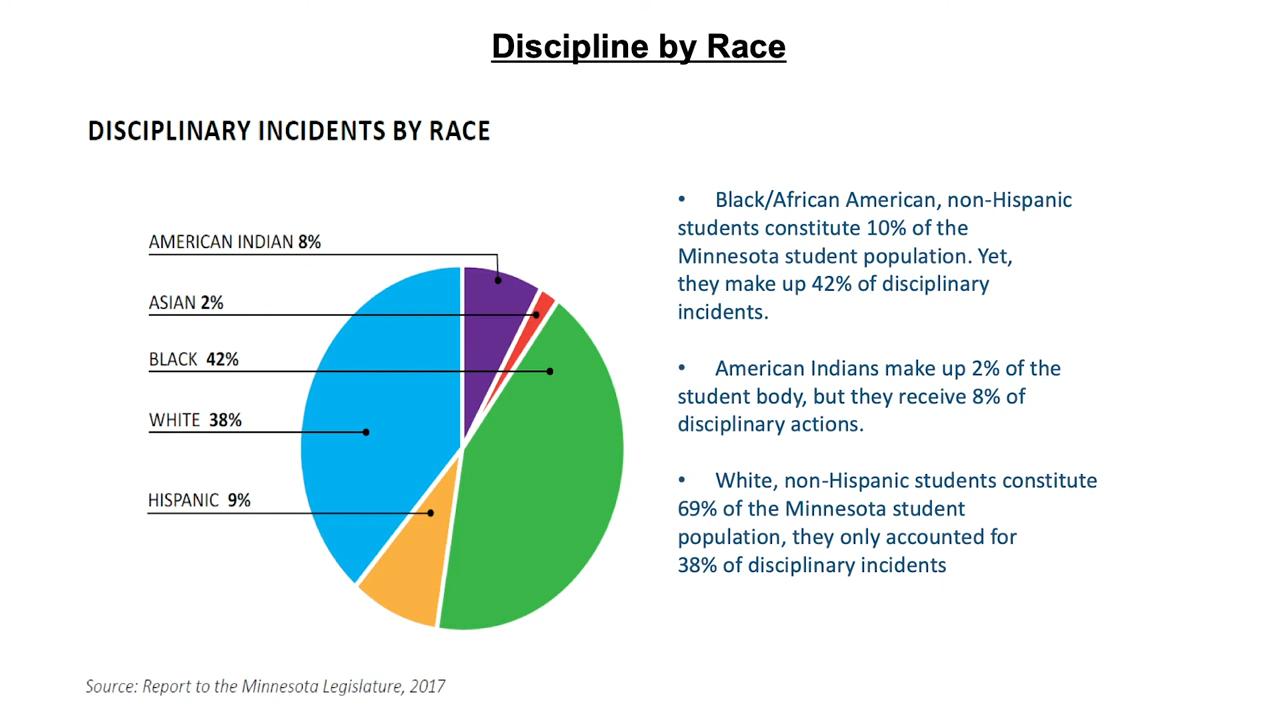 Discipline by Race
DISCIPLINARY INCIDENTS BY RACE
AMERICAN INDIAN 8%
ASIAN 2%
BLACK 42%
WHITE 38%
HISPANIC 9%
• Black/African American, non-Hispanic
students constitute 10% of the
Minnesota student population. Yet,
they make up 42% of disciplinary
incidents.
• American Indians make up 2% of the
student body, but they receive 8% of
disciplinary actions.
• White, non-Hispanic students constitute
69% of the Minnesota student
population, they only accounted for
38% of disciplinary incidents
Source: Report to the Minnesota Legislature, 2017